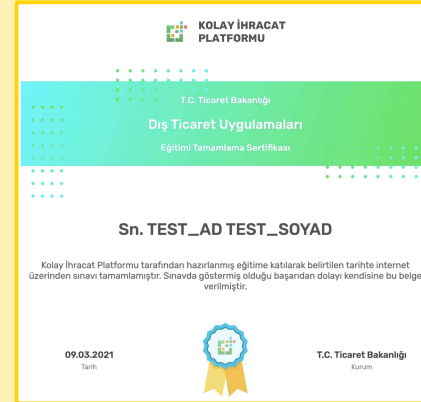 KOLAY İHRACAT
PLATFORMU
T.C. Ticaret Bakanlığı
Dış Ticaret Uygulamaları
Eğitimi Tamamlama Sertifikası
Sn. TEST_AD TEST_SOYAD
Kolay İhracat Platformu tarafından hazırlanmış eğitime katılarak belirtilen tarihte internet
üzerinden sınavı tamamlamıştır. Sınavda göstermiş olduğu başarıdan dolayı kendisine bu belge
verilmiştir.
09.03.2021
Tarih
T.C. Ticaret Bakanlığı
Kurum